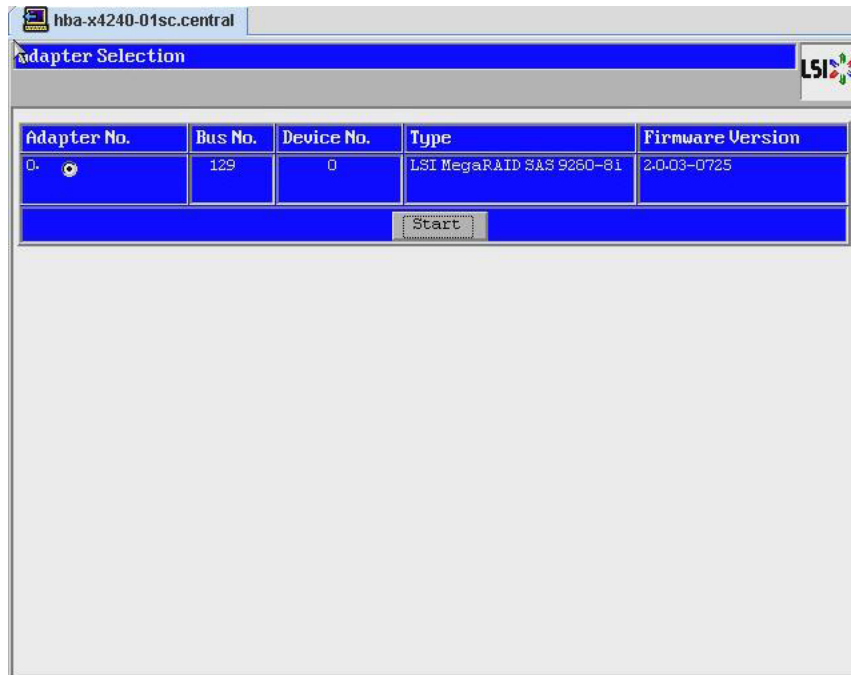 hba-x4240-01sc.central
Adapter Selection
LSI
Adapter No. Bus No. Device No. Type Firmware Version
0. 129 0 LSI MegaRAID SAS 9260-8i 2.0.03-0725
Start